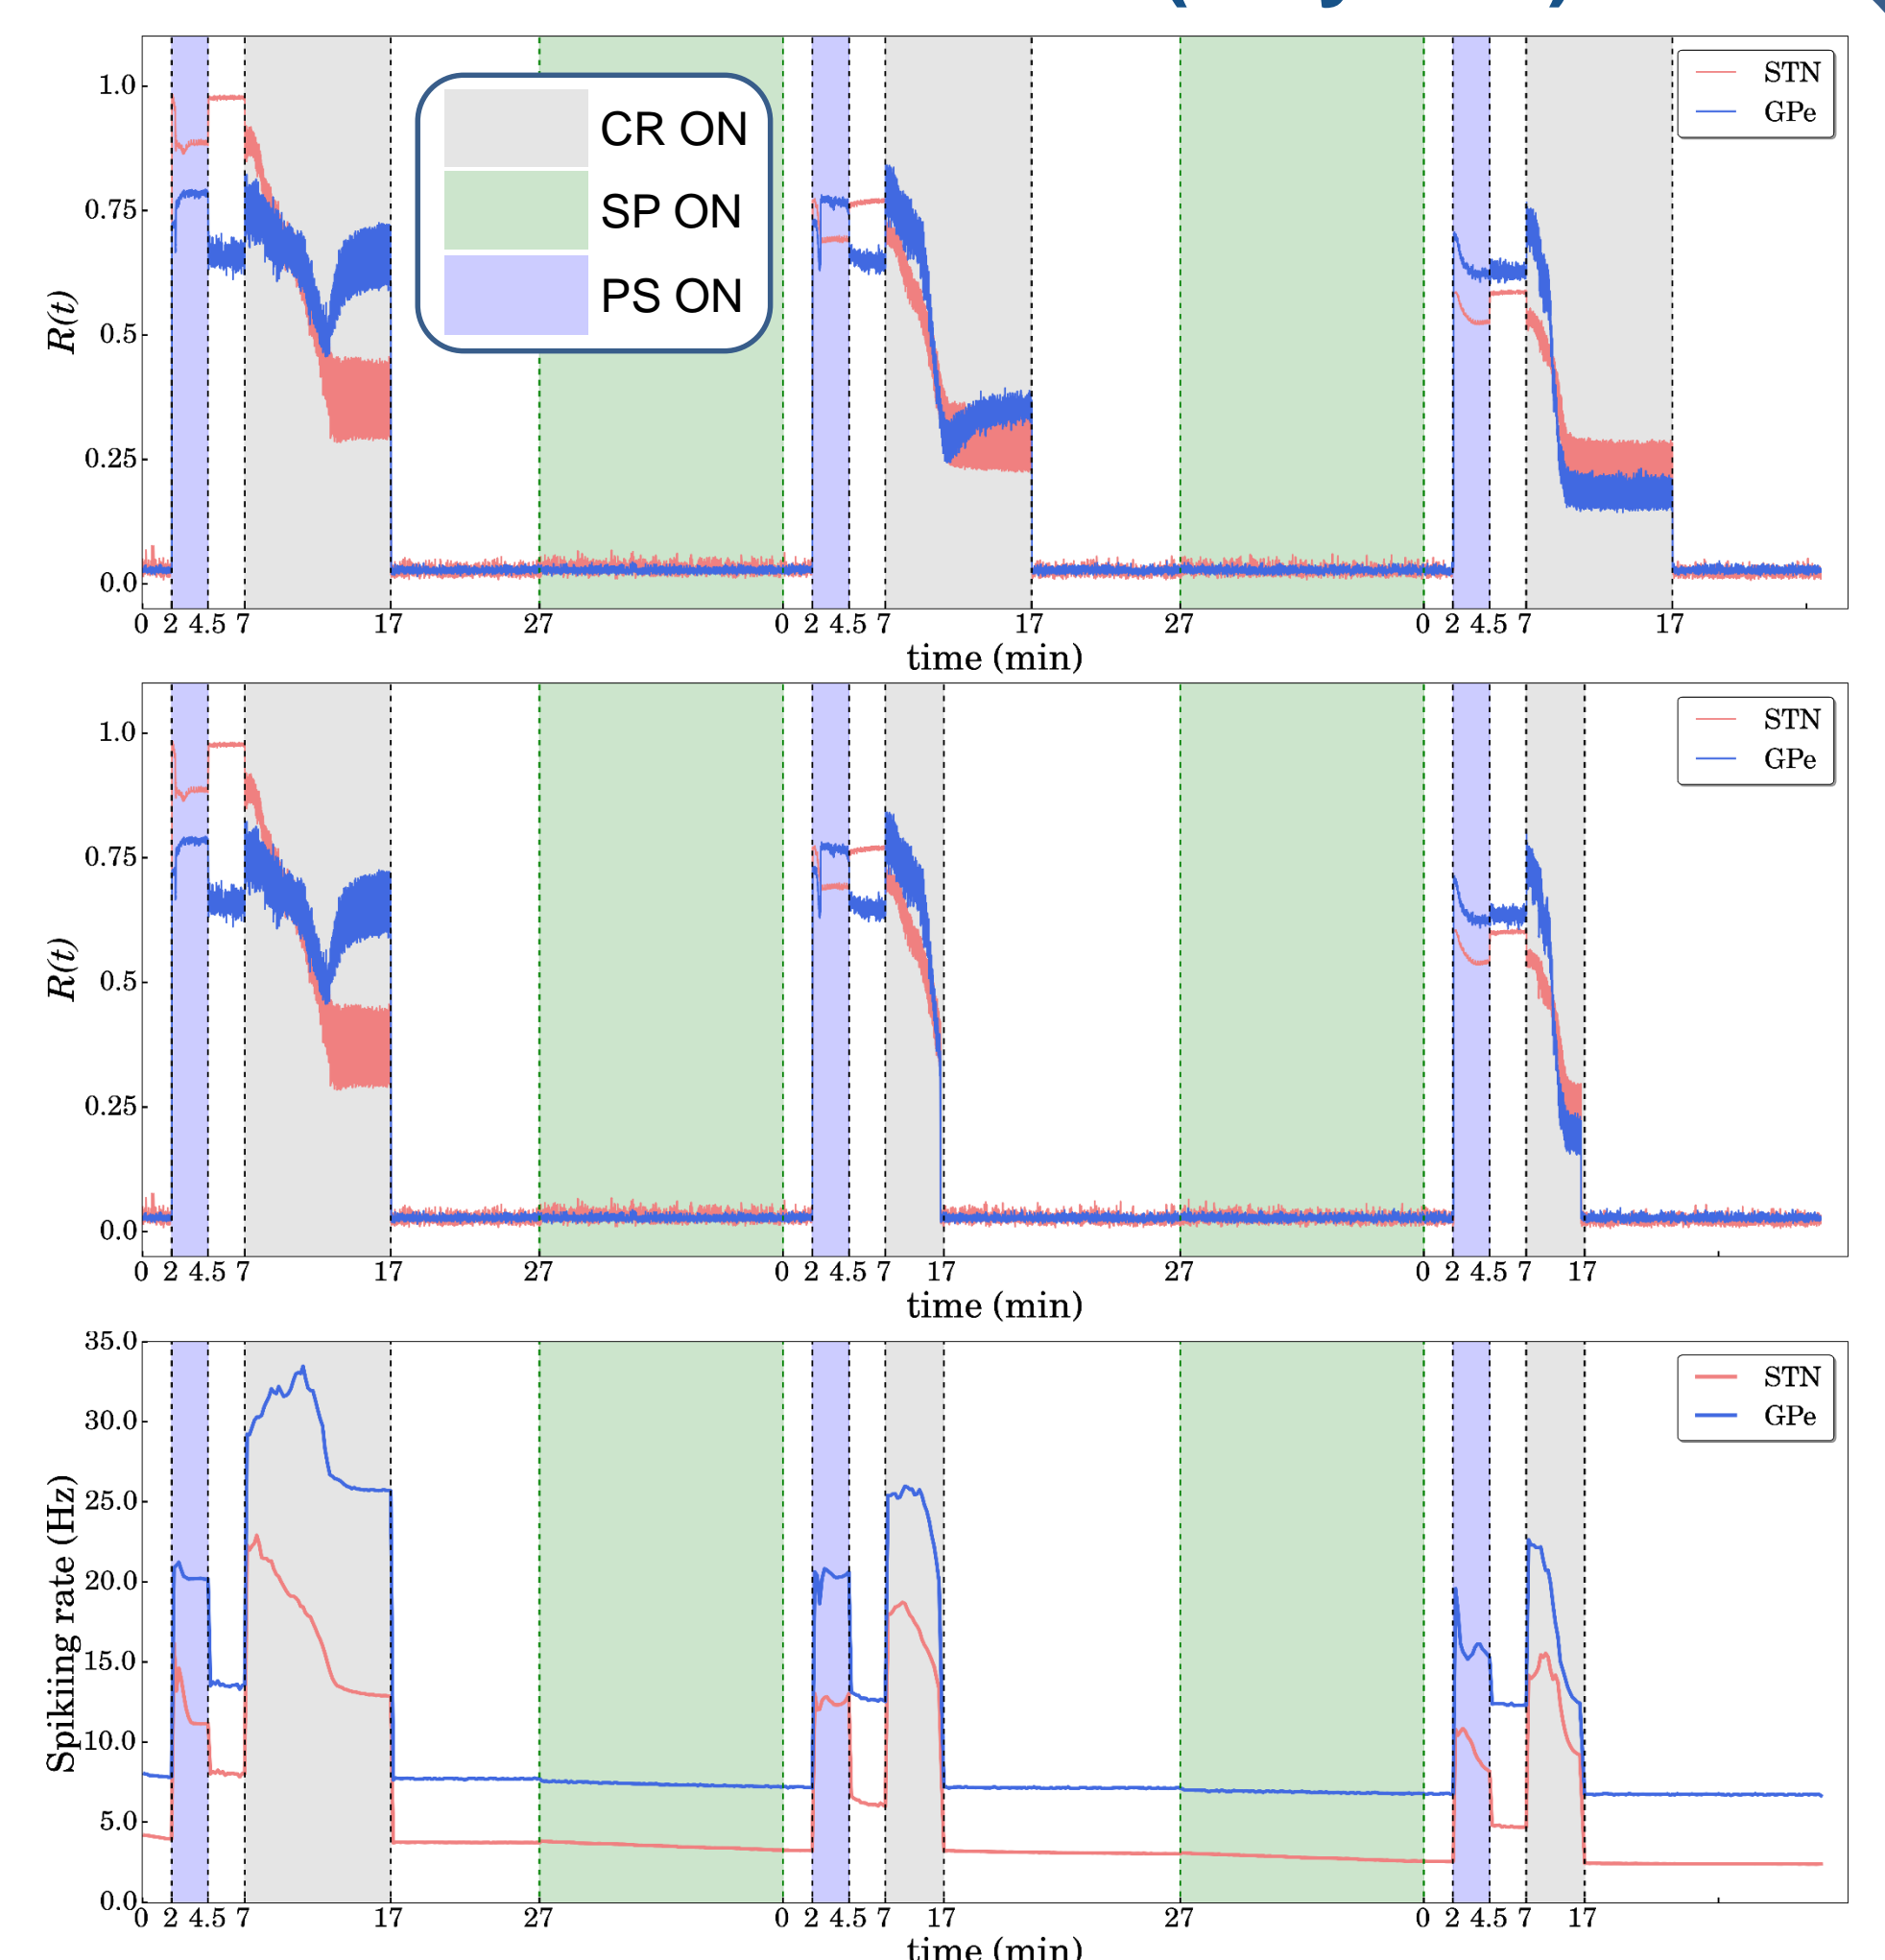 1.0
0.75
0.5
0.25
0.0
R(t)
CR ON
SP ON
PS ON
STN
GPe
0 2 4.5 7 17 27 0 2 4.5 7 17 27 0 2 4.5 7 17
time (min)
1.0
0.75
0.5
0.25
0.0
R(t)
STN
GPe
0 2 4.5 7 17 27 0 2 4.5 7 17 27 0 2 4.5 7 17
time (min)
35.0
30.0
25.0
20.0
15.0
10.0
5.0
0.0
Spikiing rate (Hz)
STN
GPe
0 2 4.5 7 17 27 0 2 4.5 7 17 27 0 2 4.5 7 17
time (min)